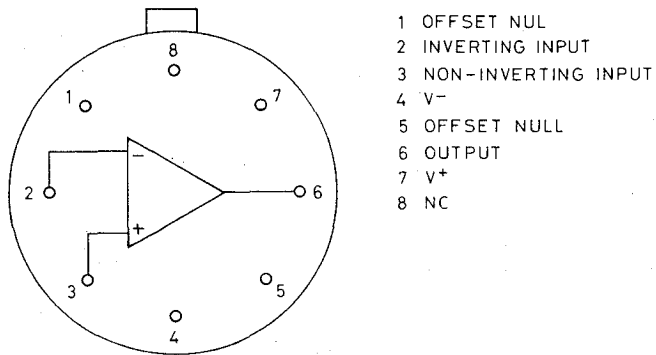 8
1
7
2
−
6
+
3
5
4
1 OFFSET NUL
2 INVERTING INPUT
3 NON-INVERTING INPUT
4 V−
5 OFFSET NULL
6 OUTPUT
7 V+
8 NC